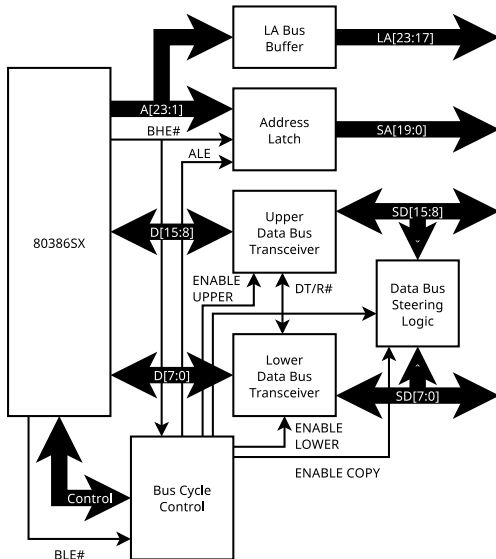 LA Bus
Buffer
LA[23:17]
A[23:1]
BHE#
ALE
Address
Latch
SA[19:0]
80386SX
D[15:8]
Upper
Data Bus
Transceiver
SD[15:8]
ENABLE
UPPER
DT/R#
Data Bus
Steering
Logic
D[7:0]
Lower
Data Bus
Transceiver
SD[7:0]
ENABLE
LOWER
ENABLE COPY
Control
Bus Cycle
Control
BLE#